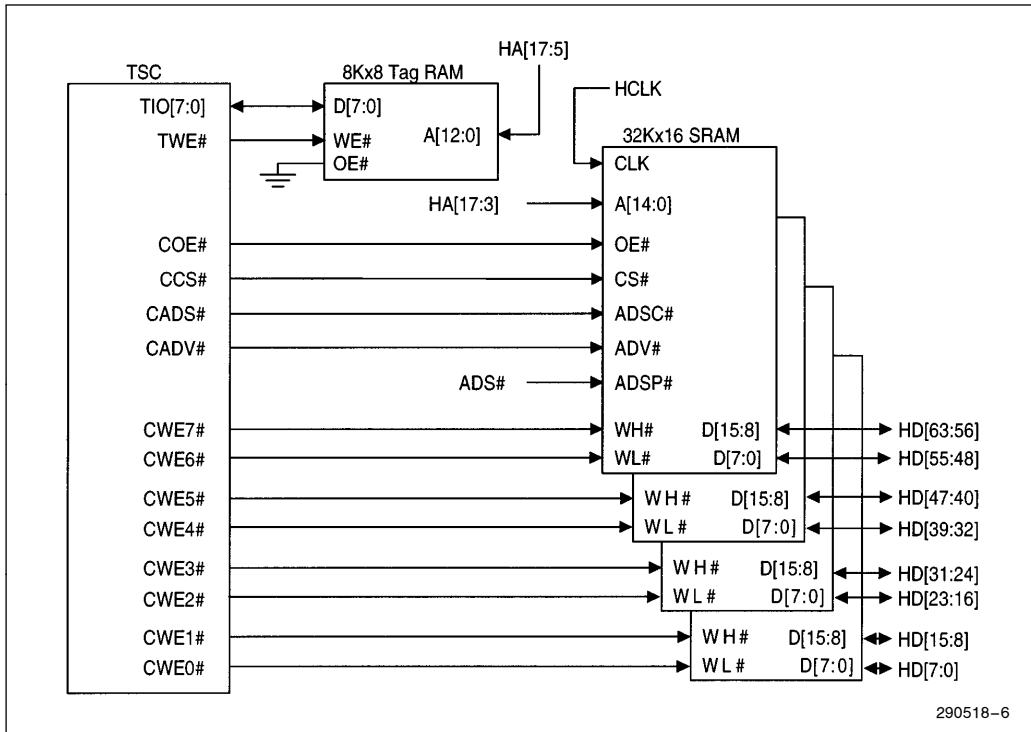 HA[17:5]
TSC
8Kx8 Tag RAM
HCLK
TIO[7:0]
D[7:0]
TWE#
WE#
A[12:0]
OE#
32Kx16 SRAM
CLK
HA[17:3]
A[14:0]
COE#
OE#
CCS#
CS#
CADS#
ADSC#
CADV#
ADV#
ADS#
ADSP#
CWE7#
WH#
D[15:8]
HD[63:56]
CWE6#
WL#
D[7:0]
HD[55:48]
CWE5#
WH#
D[15:8]
HD[47:40]
CWE4#
WL#
D[7:0]
HD[39:32]
CWE3#
WH#
D[15:8]
HD[31:24]
CWE2#
WL#
D[7:0]
HD[23:16]
CWE1#
WH#
D[15:8]
HD[15:8]
CWE0#
WL#
D[7:0]
HD[7:0]
290518–6